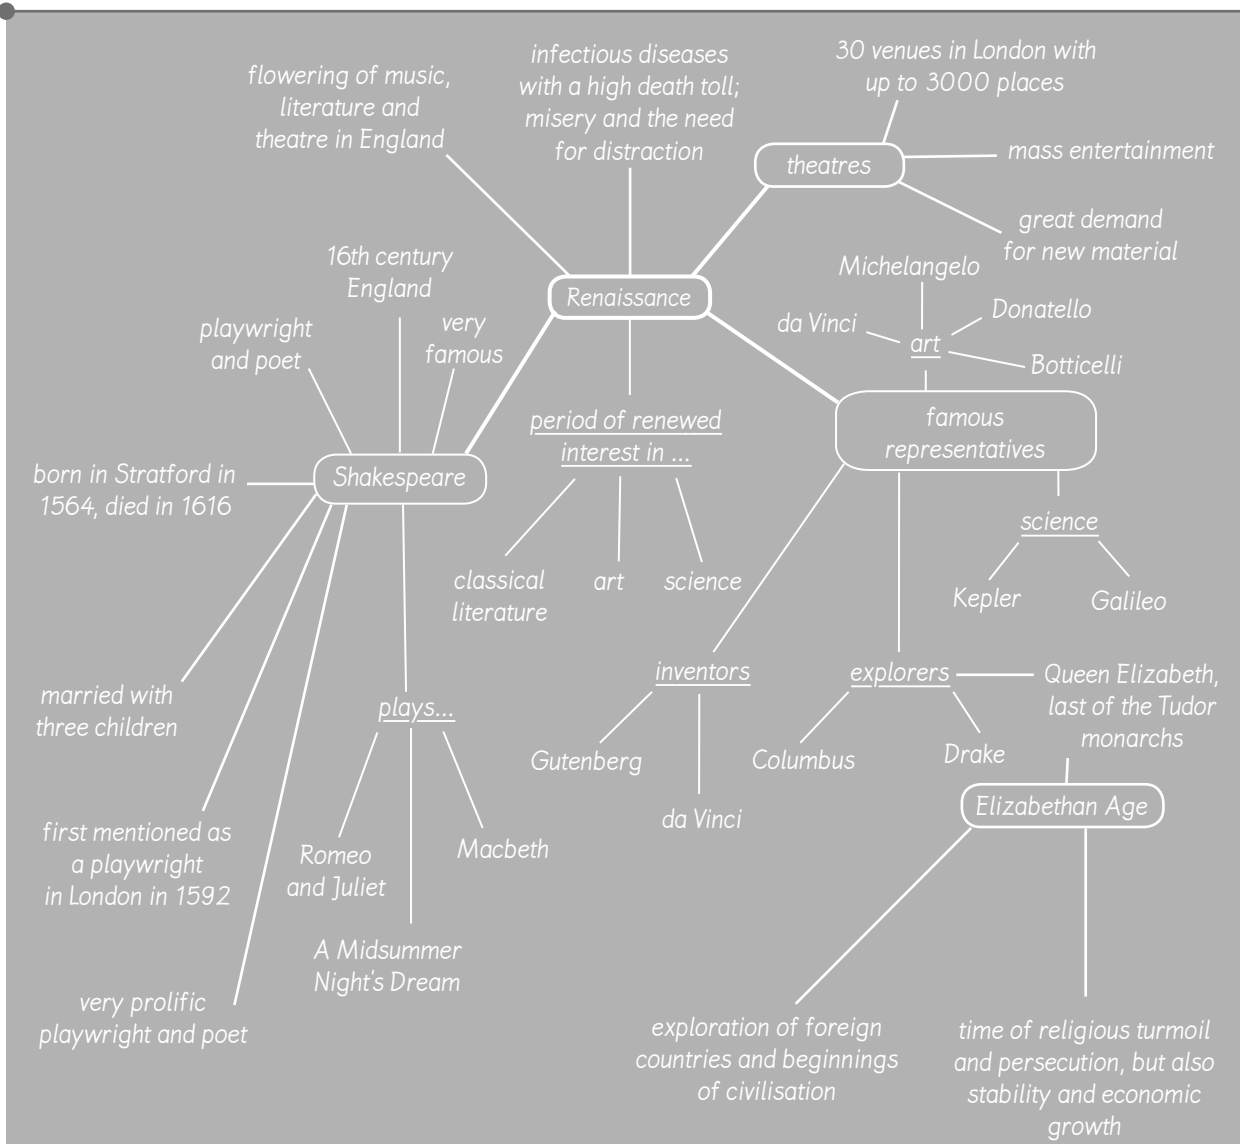 flowering of music,
literature and
theatre in England
infectious diseases
with a high death toll;
misery and the need
for distraction
30 venues in London with
up to 3000 places
theatres
mass entertainment
great demand
for new material
16th century
England
playwright
and poet
very
famous
Renaissance
Michelangelo
da Vinci
Donatello
art
Botticelli
famous
representatives
period of renewed
interest in ...
Shakespeare
born in Stratford in
1564, died in 1616
science
Kepler
Galileo
classical
literature
art
science
married with
three children
plays...
inventors
explorers
Queen Elizabeth,
last of the Tudor
monarchs
Gutenberg
da Vinci
Columbus
Drake
Elizabethan Age
first mentioned as
a playwright
in London in 1592
Romeo
and Juliet
Macbeth
A Midsummer
Night's Dream
very prolific
playwright and poet
exploration of foreign
countries and beginnings
of civilisation
time of religious turmoil
and persecution, but also
stability and economic
growth